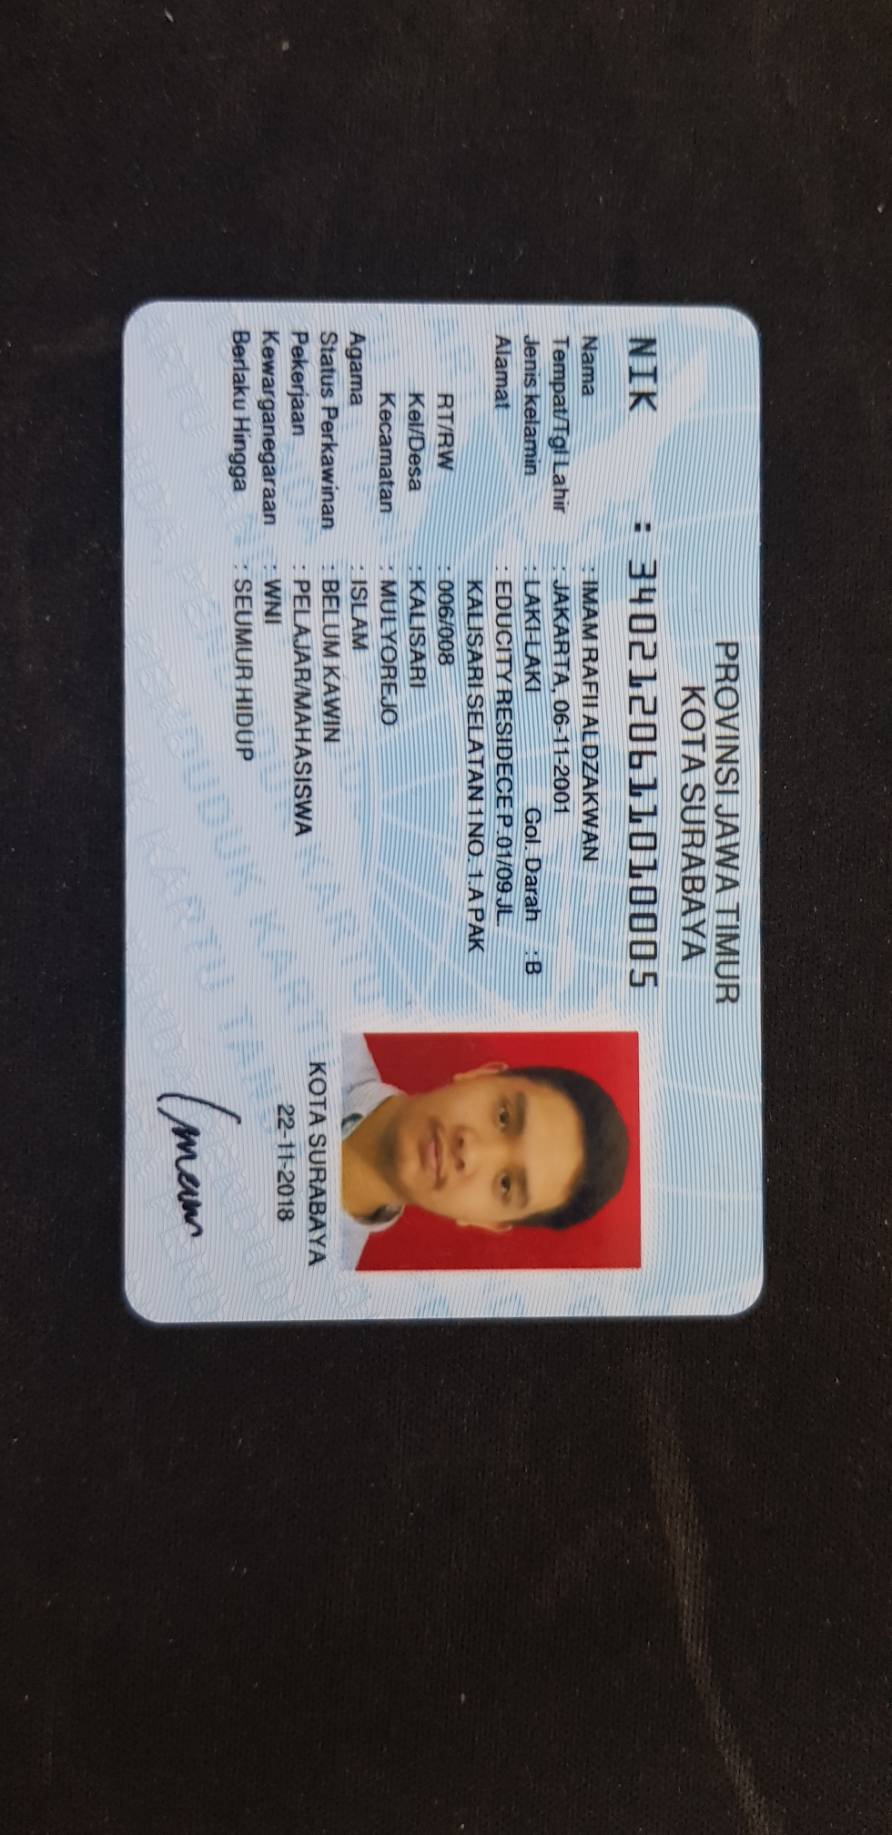 PROVINSI JAWA TIMUR
KOTA SURABAYA
NIK : 3402120611010005
Nama : IMAM RAFII ALDZAKWAN
Tempat/Tgl Lahir : JAKARTA, 06-11-2001
Jenis kelamin : LAKI-LAKI Gol. Darah : B
Alamat : EDUCITY RESIDECE P.01/09 JL.
KALISARI SELATAN 1 NO. 1.A PAK
RT/RW : 006/008
Kel/Desa : KALISARI
Kecamatan : MULYOREJO
Agama : ISLAM
Status Perkawinan : BELUM KAWIN
Pekerjaan : PELAJAR/MAHASISWA
Kewarganegaraan : WNI
Berlaku Hingga : SEUMUR HIDUP
KOTA SURABAYA
22-11-2018
Imam